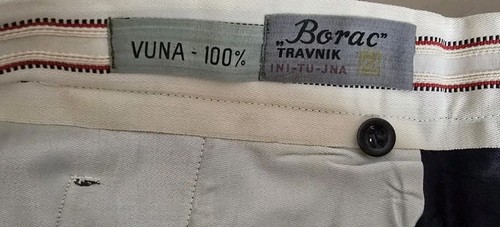 VUNA - 100%
„Borac”
TRAVNIK
INI-TU-JNA